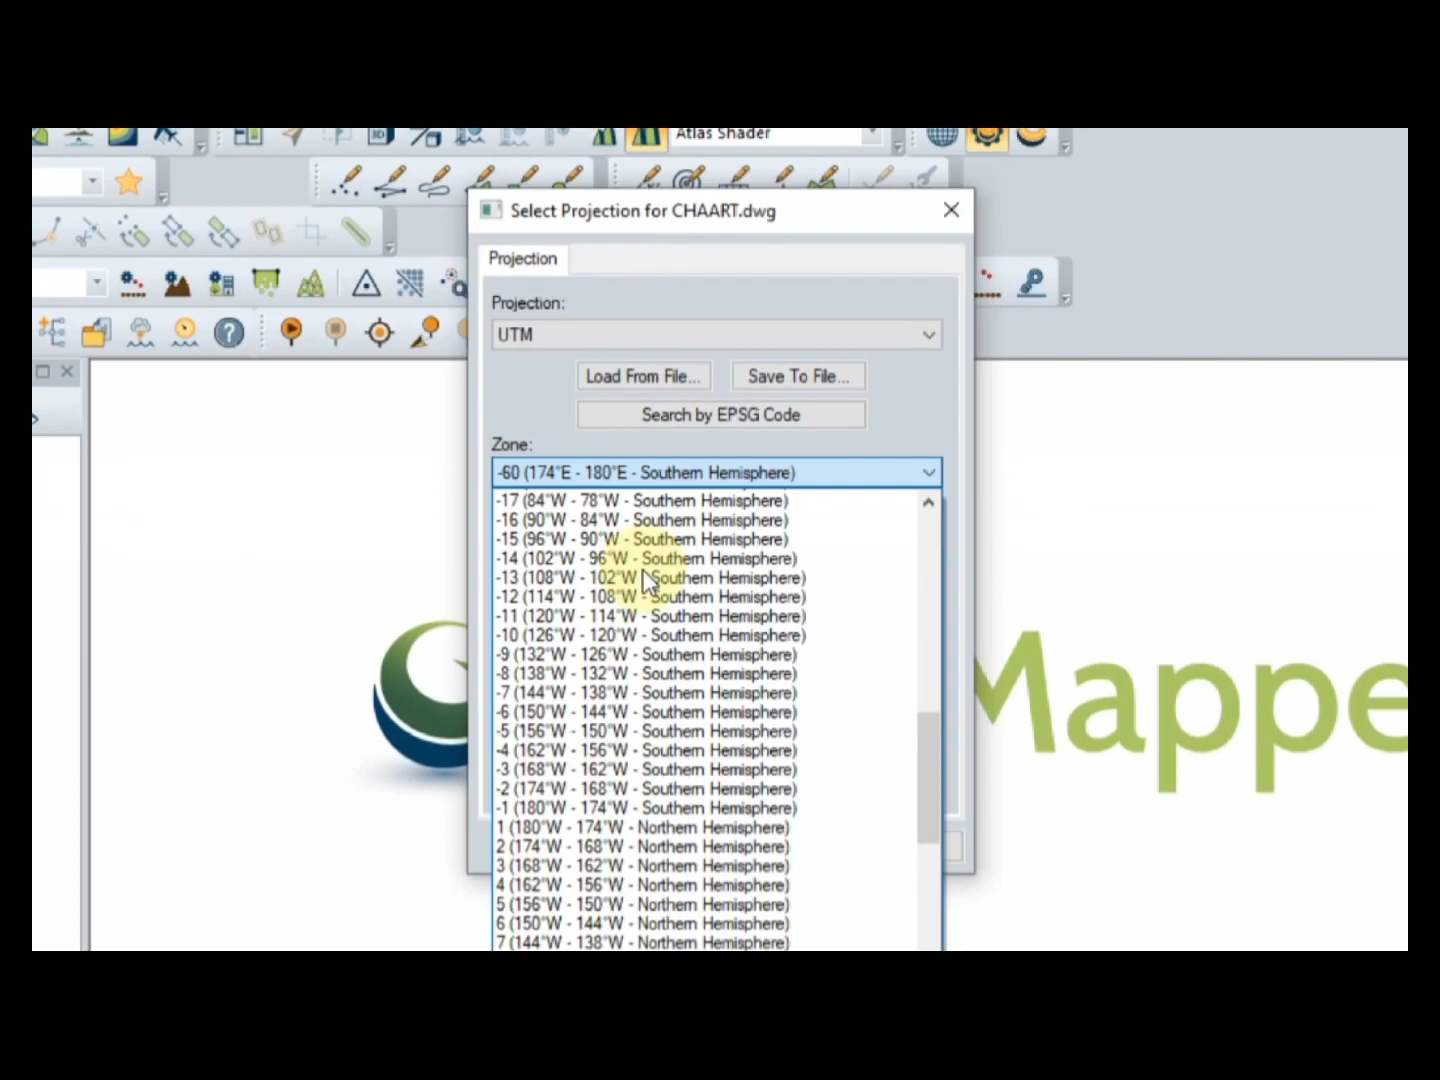 Atlas Shader
3D
Select Projection for CHAART.dwg
Projection
Projection:
UTM
Load From File...
Save To File...
Search by EPSG Code
Zone:
-60 (174°E - 180°E - Southern Hemisphere)
-17 (84°W - 78°W - Southern Hemisphere)
-16 (90°W - 84°W - Southern Hemisphere)
-15 (96°W - 90°W - Southern Hemisphere)
-14 (102°W - 96°W - Southern Hemisphere)
-13 (108°W - 102°W - Southern Hemisphere)
-12 (114°W - 108°W - Southern Hemisphere)
-11 (120°W - 114°W - Southern Hemisphere)
-10 (126°W - 120°W - Southern Hemisphere)
-9 (132°W - 126°W - Southern Hemisphere)
-8 (138°W - 132°W - Southern Hemisphere)
-7 (144°W - 138°W - Southern Hemisphere)
-6 (150°W - 144°W - Southern Hemisphere)
-5 (156°W - 150°W - Southern Hemisphere)
-4 (162°W - 156°W - Southern Hemisphere)
-3 (168°W - 162°W - Southern Hemisphere)
-2 (174°W - 168°W - Southern Hemisphere)
-1 (180°W - 174°W - Southern Hemisphere)
1 (180°W - 174°W - Northern Hemisphere)
2 (174°W - 168°W - Northern Hemisphere)
3 (168°W - 162°W - Northern Hemisphere)
4 (162°W - 156°W - Northern Hemisphere)
5 (156°W - 150°W - Northern Hemisphere)
6 (150°W - 144°W - Northern Hemisphere)
7 (144°W - 138°W - Northern Hemisphere)
Mappe